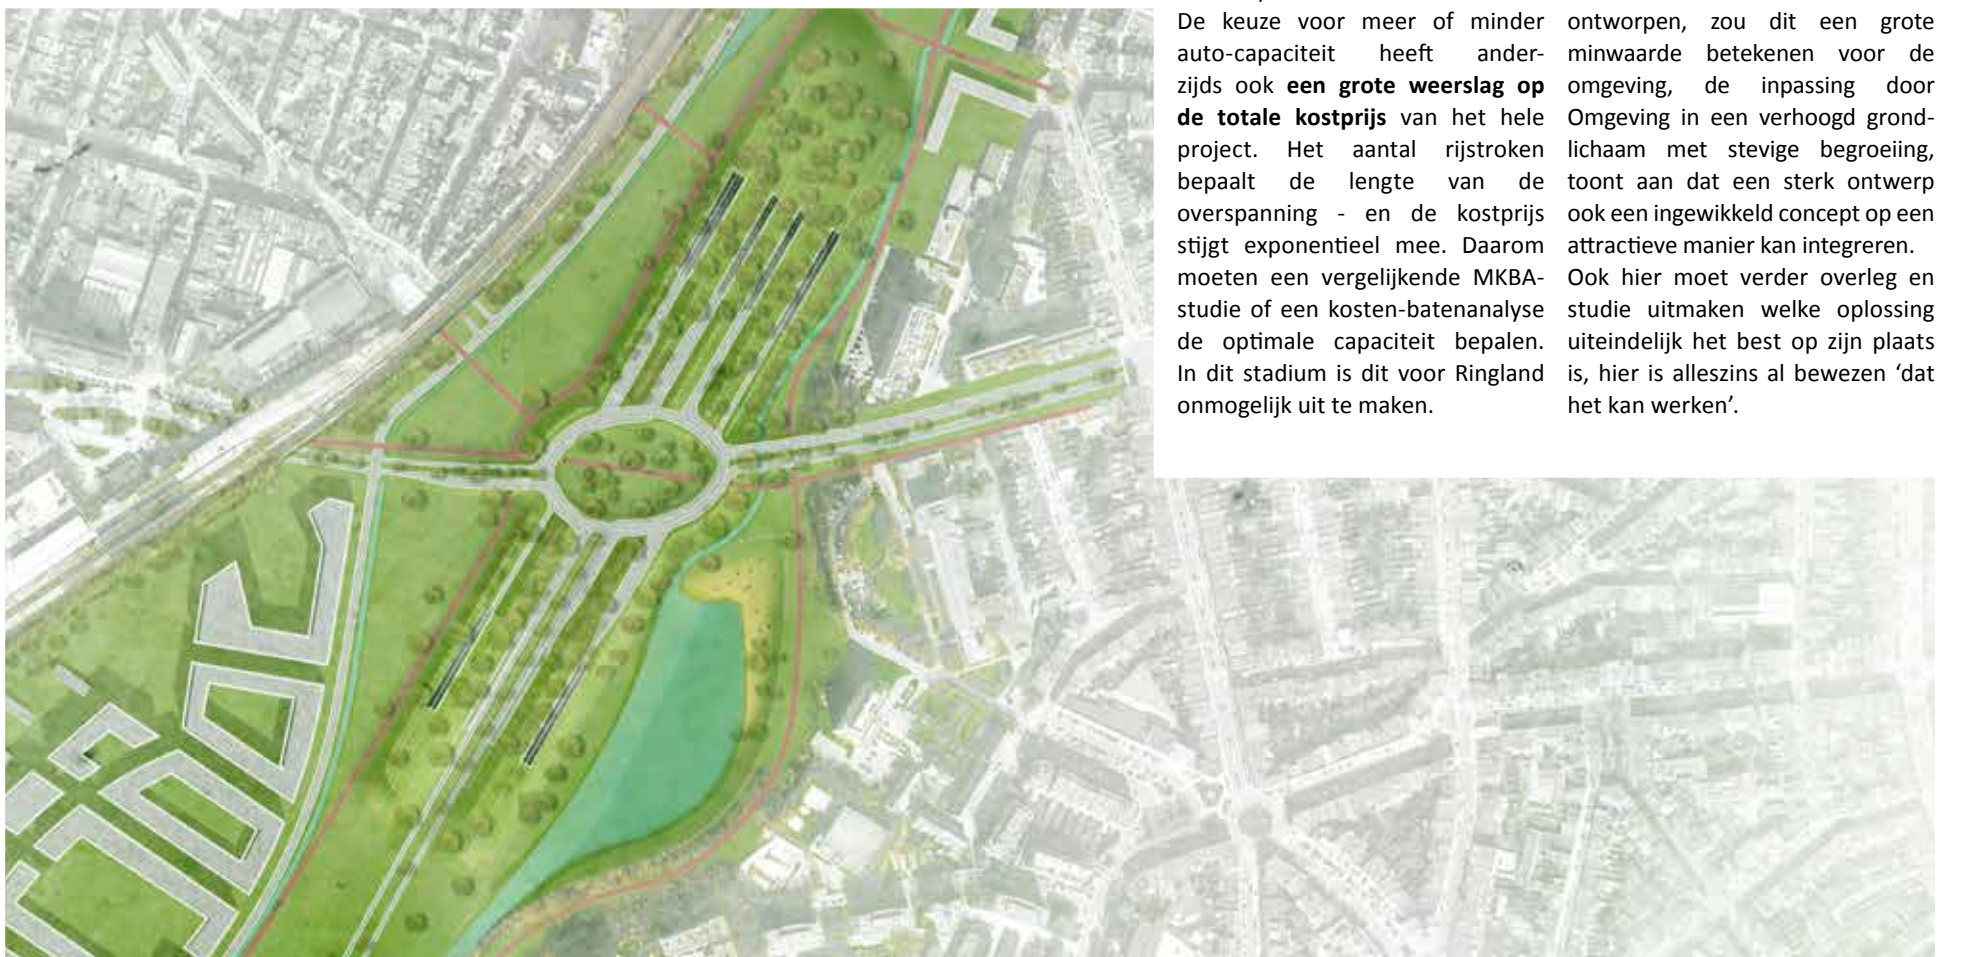 De keuze voor meer of minder
auto-capaciteit heeft ander-
zijds ook een grote weerslag op
de totale kostprijs van het hele
project. Het aantal rijstroken
bepaalt de lengte van de
overspanning - en de kostprijs
stijgt exponentieel mee. Daarom
moeten een vergelijkende MKBA-
studie of een kosten-batenanalyse
de optimale capaciteit bepalen.
In dit stadium is dit voor Ringland
onmogelijk uit te maken.
ontworpen, zou dit een grote
minwaarde betekenen voor de
omgeving, de inpassing door
Omgeving in een verhoogd grond-
lichaam met stevige begroeiing,
toont aan dat een sterk ontwerp
ook een ingewikkeld concept op een
attractieve manier kan integreren.
Ook hier moet verder overleg en
studie uitmaken welke oplossing
uiteindelijk het best op zijn plaats
is, hier is alleszins al bewezen ‘dat
het kan werken’.